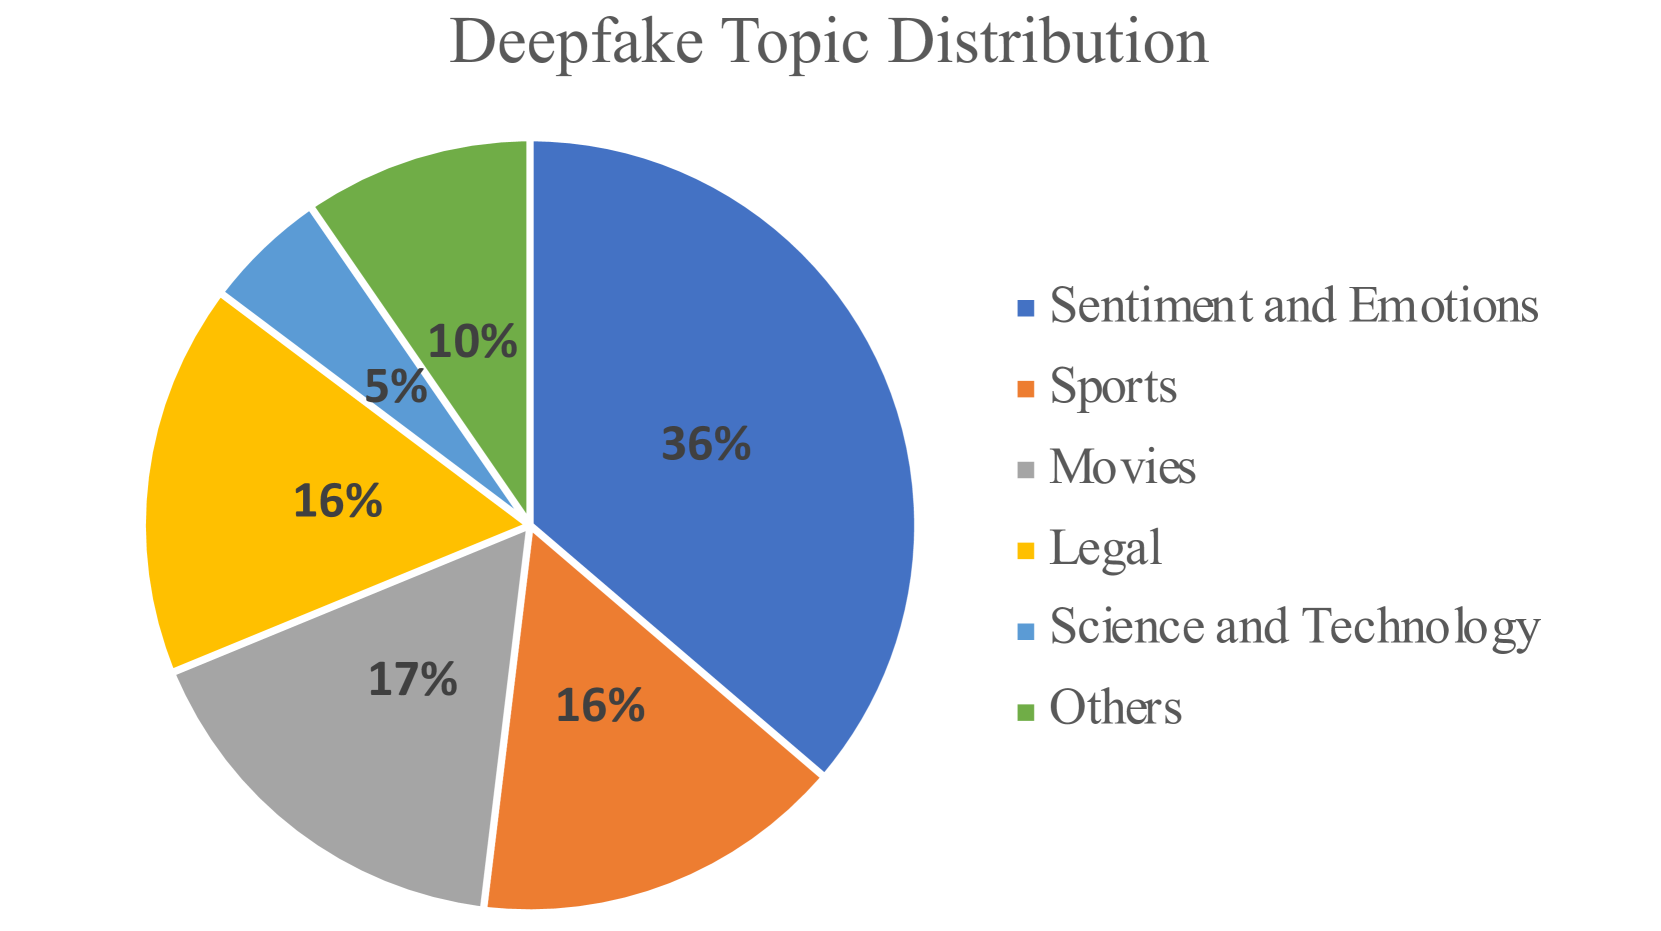 Deepfake Topic Distribution
10%
5%
36%
16%
17%
16%
Sentiment and Emotions
Sports
Movies
Legal
Science and Technology
Others